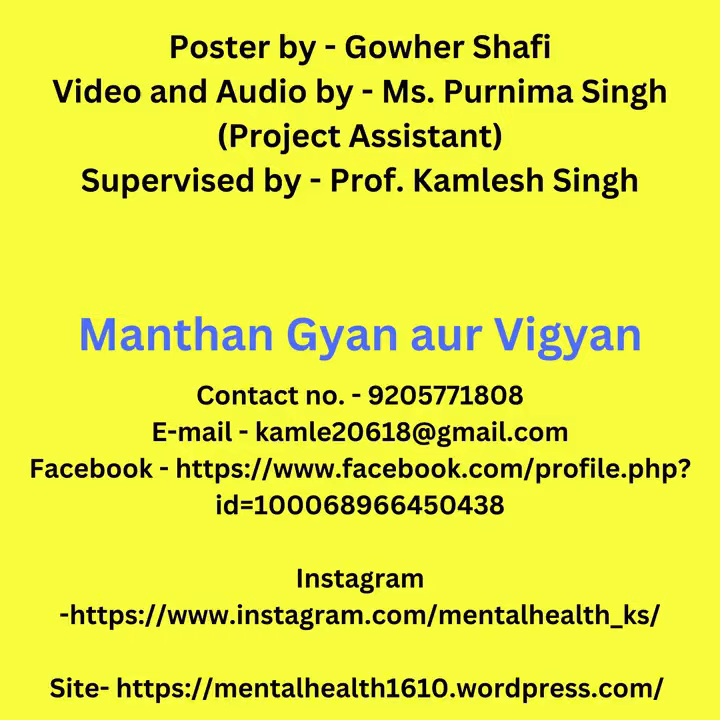 Poster by - Gowher Shafi
Video and Audio by - Ms. Purnima Singh
(Project Assistant)
Supervised by - Prof. Kamlesh Singh
Manthan Gyan aur Vigyan
Contact no. - 9205771808
E-mail - kamle20618@gmail.com
Facebook - https://www.facebook.com/profile.php?
id=100068966450438
Instagram
-https://www.instagram.com/mentalhealth_ks/
Site- https://mentalhealth1610.wordpress.com/